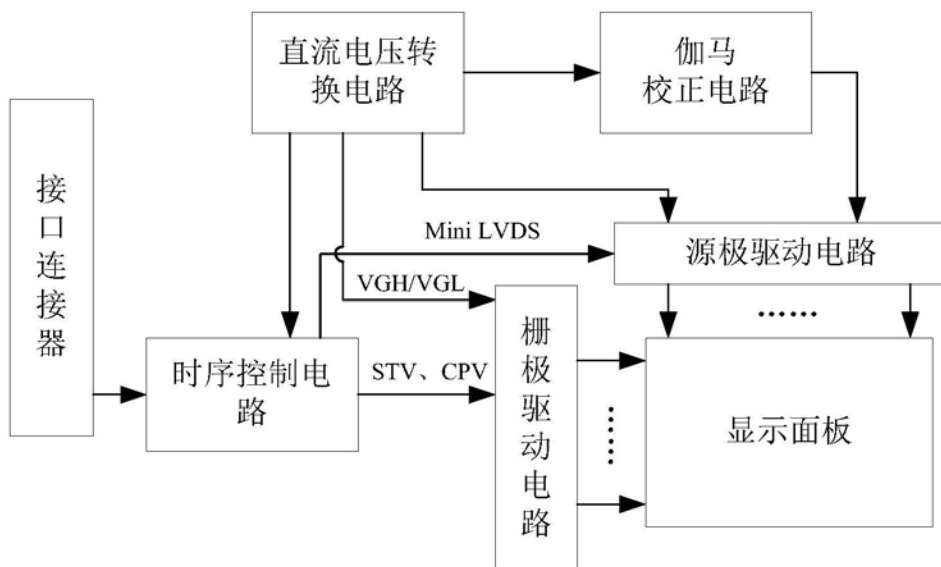 直流电压转
换电路
伽马
校正电路
接
口
连
接
器
Mini LVDS
源极驱动电路
VGH/VGL
......
时序控制电
路
STV、CPV
栅
极
驱
动
电
路
......
显示面板